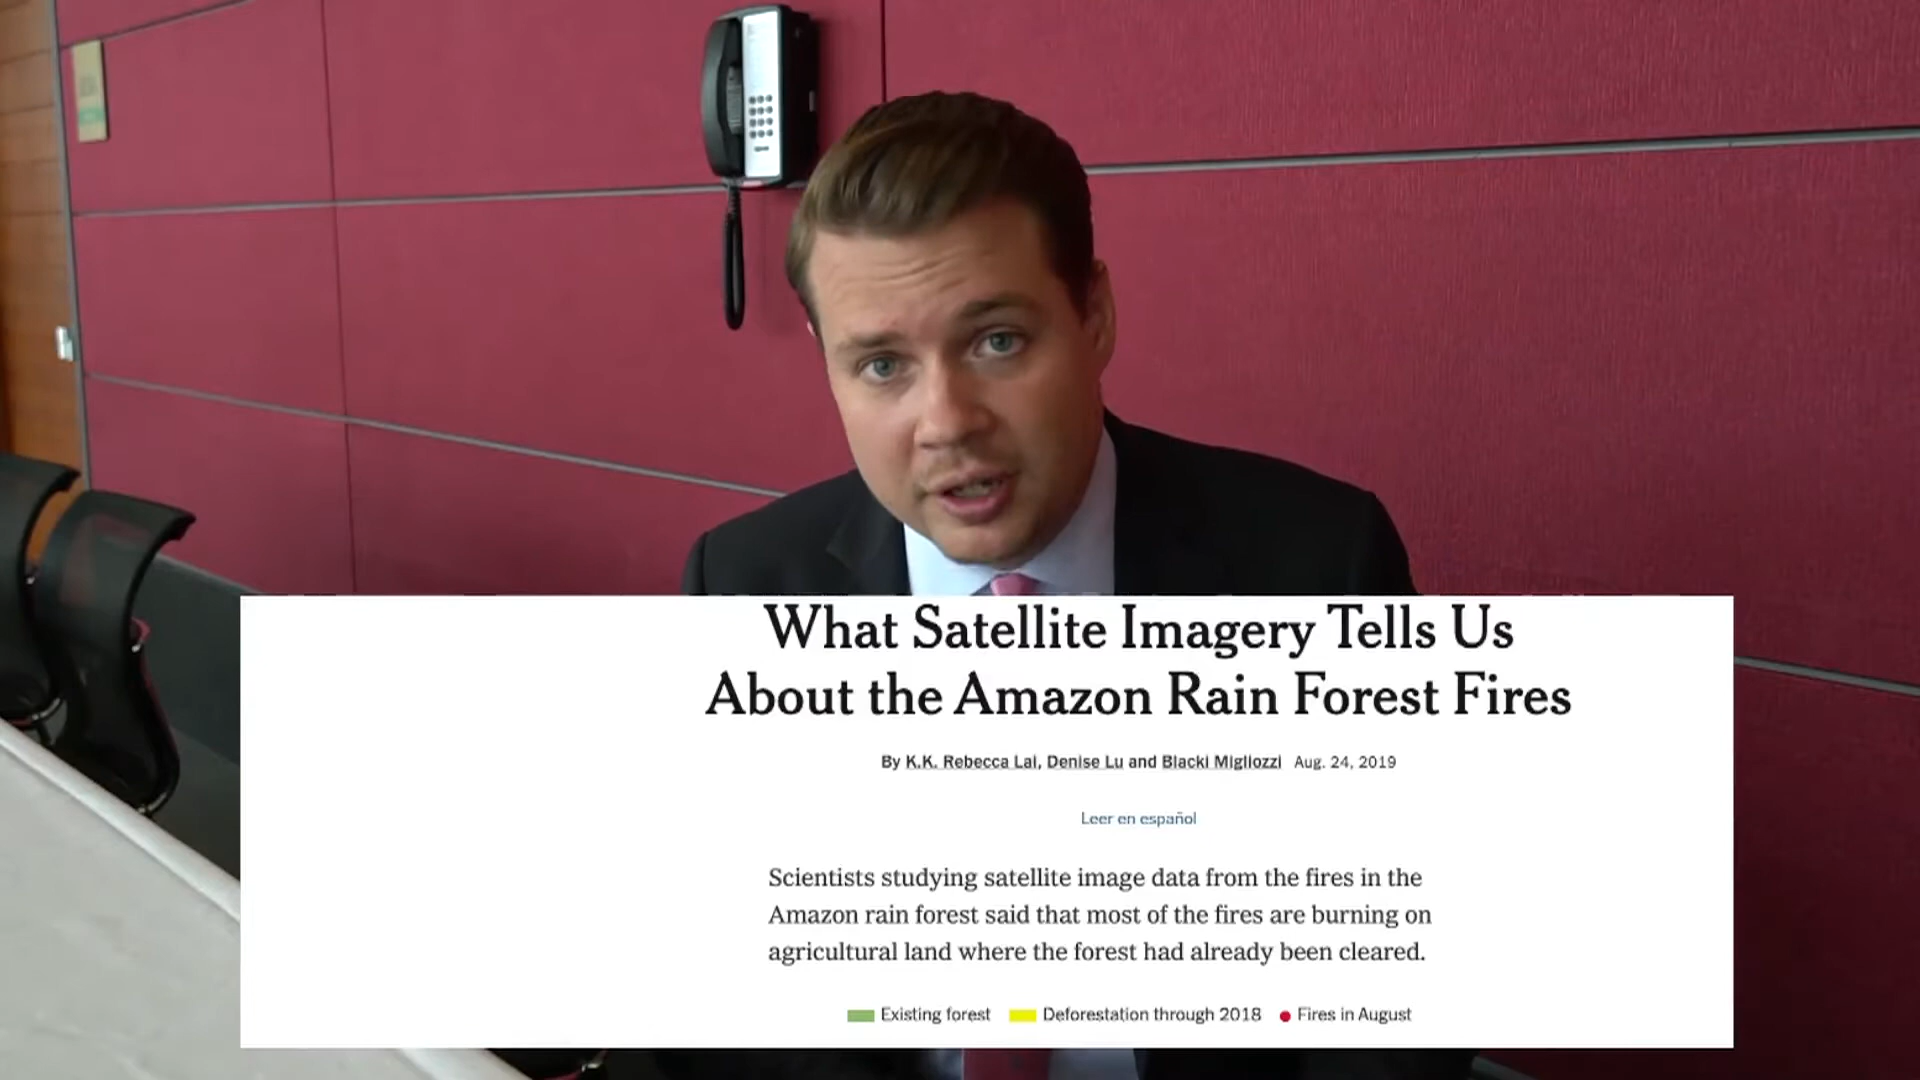 What Satellite Imagery Tells Us
About the Amazon Rain Forest Fires
By K.K. Rebecca Lai, Denise Lu and Blacki Migliozzi Aug. 24, 2019
Leer en español
Scientists studying satellite image data from the fires in the
Amazon rain forest said that most of the fires are burning on
agricultural land where the forest had already been cleared.
Existing forest Deforestation through 2018 Fires in August